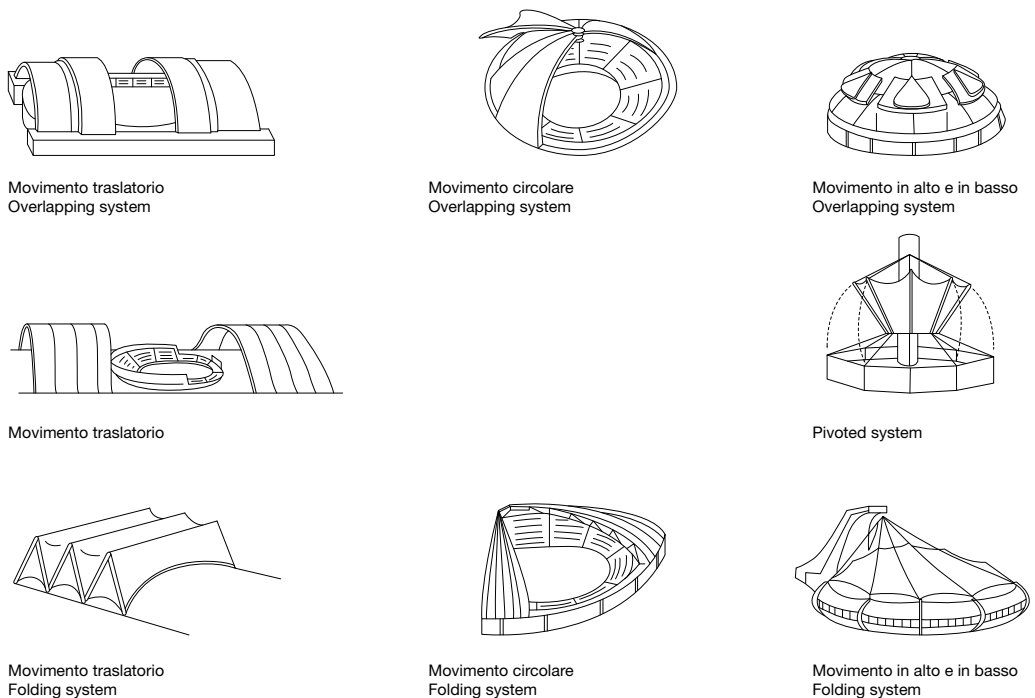 Movimento traslatorio
Overlapping system
Movimento circolare
Overlapping system
Movimento in alto e in basso
Overlapping system
Movimento traslatorio
Pivoted system
Movimento traslatorio
Folding system
Movimento circolare
Folding system
Movimento in alto e in basso
Folding system